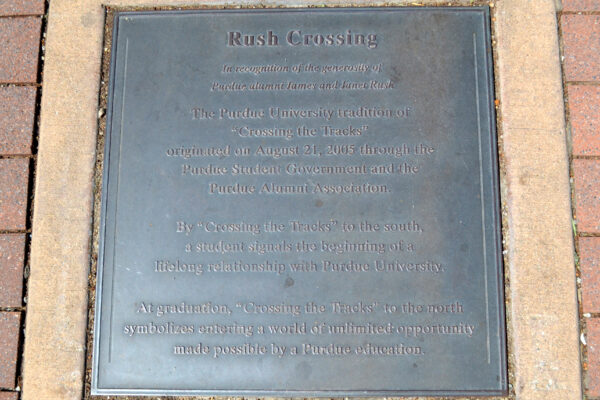 Rush Crossing
In recognition of the generosity of
Purdue alumni James and Janet Rush
The Purdue University tradition of
“Crossing the Tracks”
originated on August 21, 2005 through the
Purdue Student Government and the
Purdue Alumni Association.
By “Crossing the Tracks” to the south,
a student signals the beginning of a
lifelong relationship with Purdue University.
At graduation, “Crossing the Tracks” to the north
symbolizes entering a world of unlimited opportunity
made possible by a Purdue education.